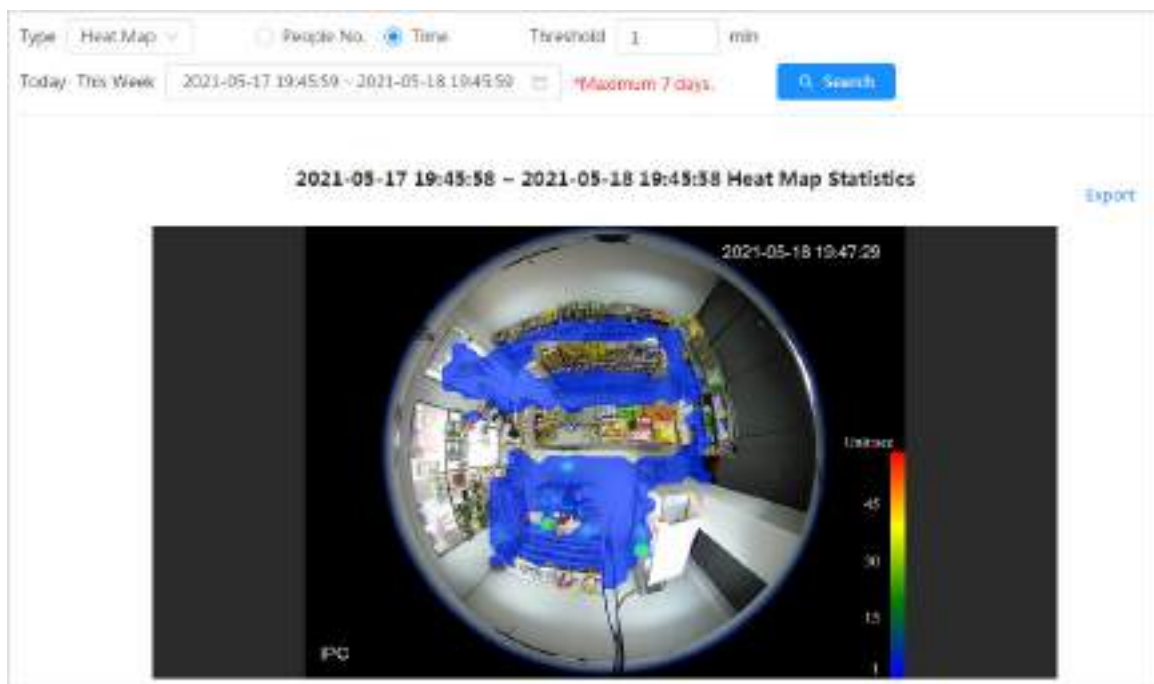 Type Heat Map People No. Time Threshold 1 min
Today This Week 2021-05-17 19:45:59 ~ 2021-05-18 19:45:59 *Maximum 7 days. Search
2021-05-17 19:45:58 ~ 2021-05-18 19:45:58 Heat Map Statistics
Export
2021-05-18 19:47:29
Unit:sec
45
30
15
IPC
1